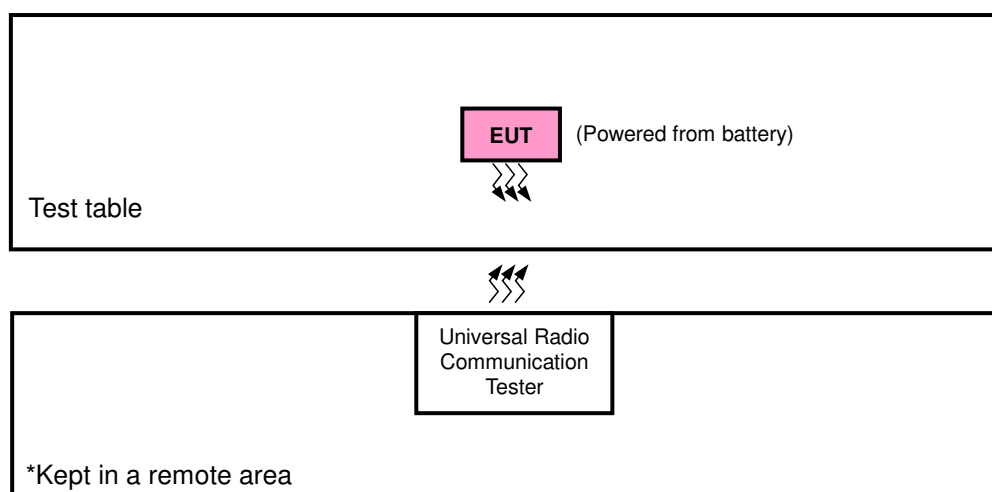 EUT
(Powered from battery)
Test table
Universal Radio
Communication
Tester
*Kept in a remote area